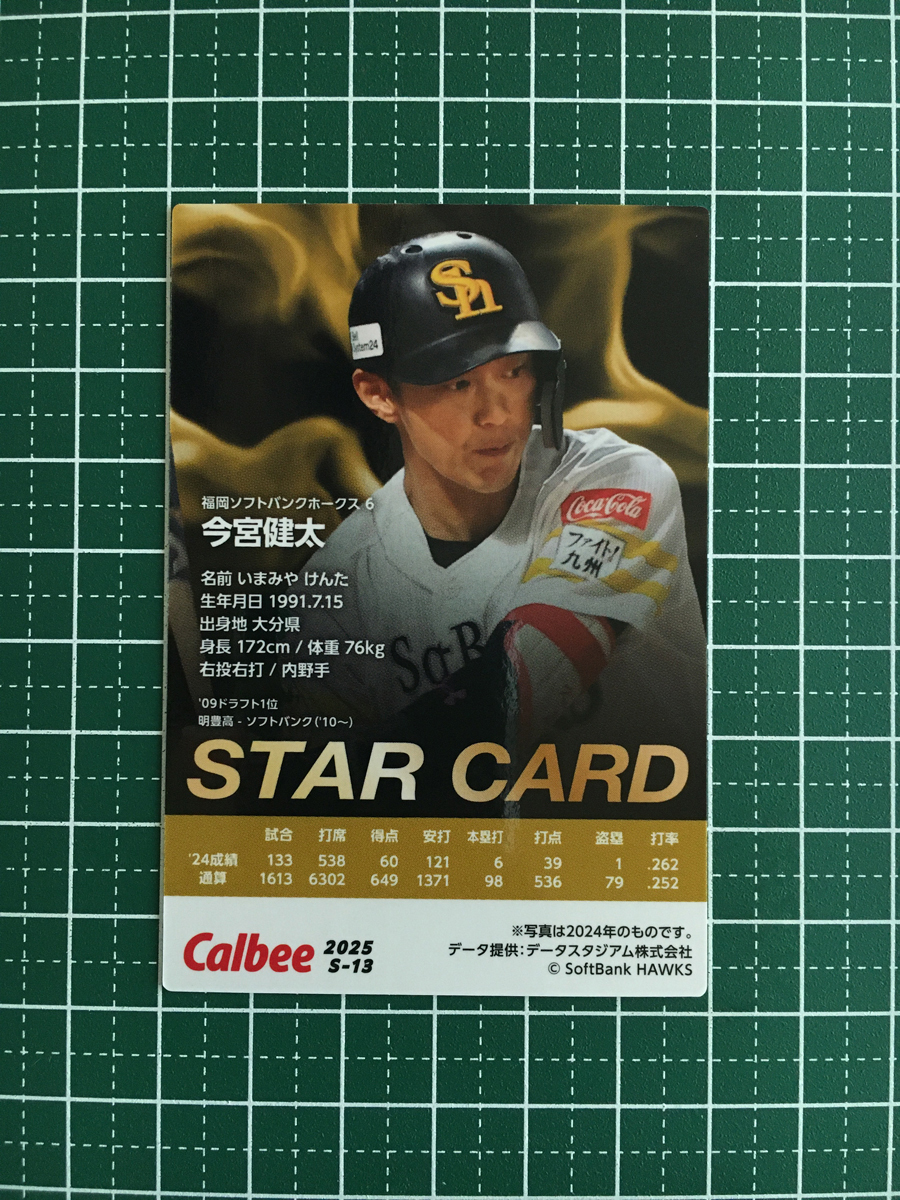 Sh
Bell
System24
Coca-Cola
ファイト!
九州
福岡ソフトバンクホークス 6
今宮健太
名前 いまみや けんた
生年月日 1991.7.15
出身地 大分県
身長 172cm / 体重 76kg
右投右打 / 内野手
SoftB
'09ドラフト1位
明豊高 - ソフトバンク('10～)
STAR CARD
試合 打席 得点 安打 本塁打 打点 盗塁 打率
'24成績 133 538 60 121 6 39 1 .262
通算 1613 6302 649 1371 98 536 79 .252
※写真は2024年のものです。
Calbee 2025
S-13
データ提供:データスタジアム株式会社
© SoftBank HAWKS